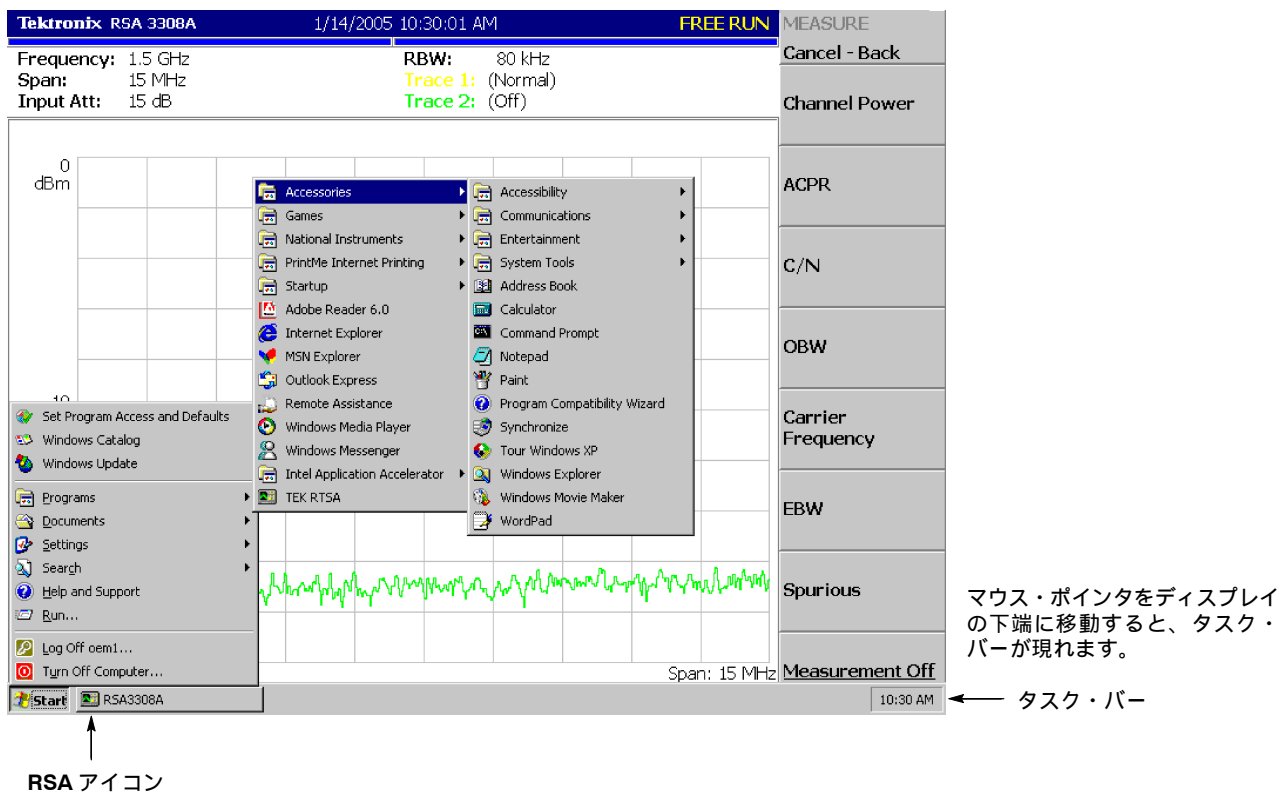 Tektronix RSA 3308A 1/14/2005 10:30:01 AM FREE RUN
Frequency: 1.5 GHz RBW: 80 kHz
Span: 15 MHz Trace 1: (Normal)
Input Att: 15 dB Trace 2: (Off)
MEASURE
Cancel - Back
Channel Power
ACPR
C/N
OBW
Carrier
Frequency
EBW
Spurious
Measurement Off
0
dBm
10
Accessories
Games
National Instruments
PrintMe Internet Printing
Startup
Adobe Reader 6.0
Internet Explorer
MSN Explorer
Outlook Express
Remote Assistance
Windows Media Player
Windows Messenger
Intel Application Accelerator
TEK RTSA
Accessibility
Communications
Entertainment
System Tools
Address Book
Calculator
Command Prompt
Notepad
Paint
Program Compatibility Wizard
Synchronize
Tour Windows XP
Windows Explorer
Windows Movie Maker
WordPad
Set Program Access and Defaults
Windows Catalog
Windows Update
Programs
Documents
Settings
Search
Help and Support
Run...
Log Off oem1...
Turn Off Computer...
Span: 15 MHz
Start RSA3308A 10:30 AM
マウス・ポインタをディスプレイ
の下端に移動すると、タスク・
バーが現れます。
タスク・バー
RSA アイコン